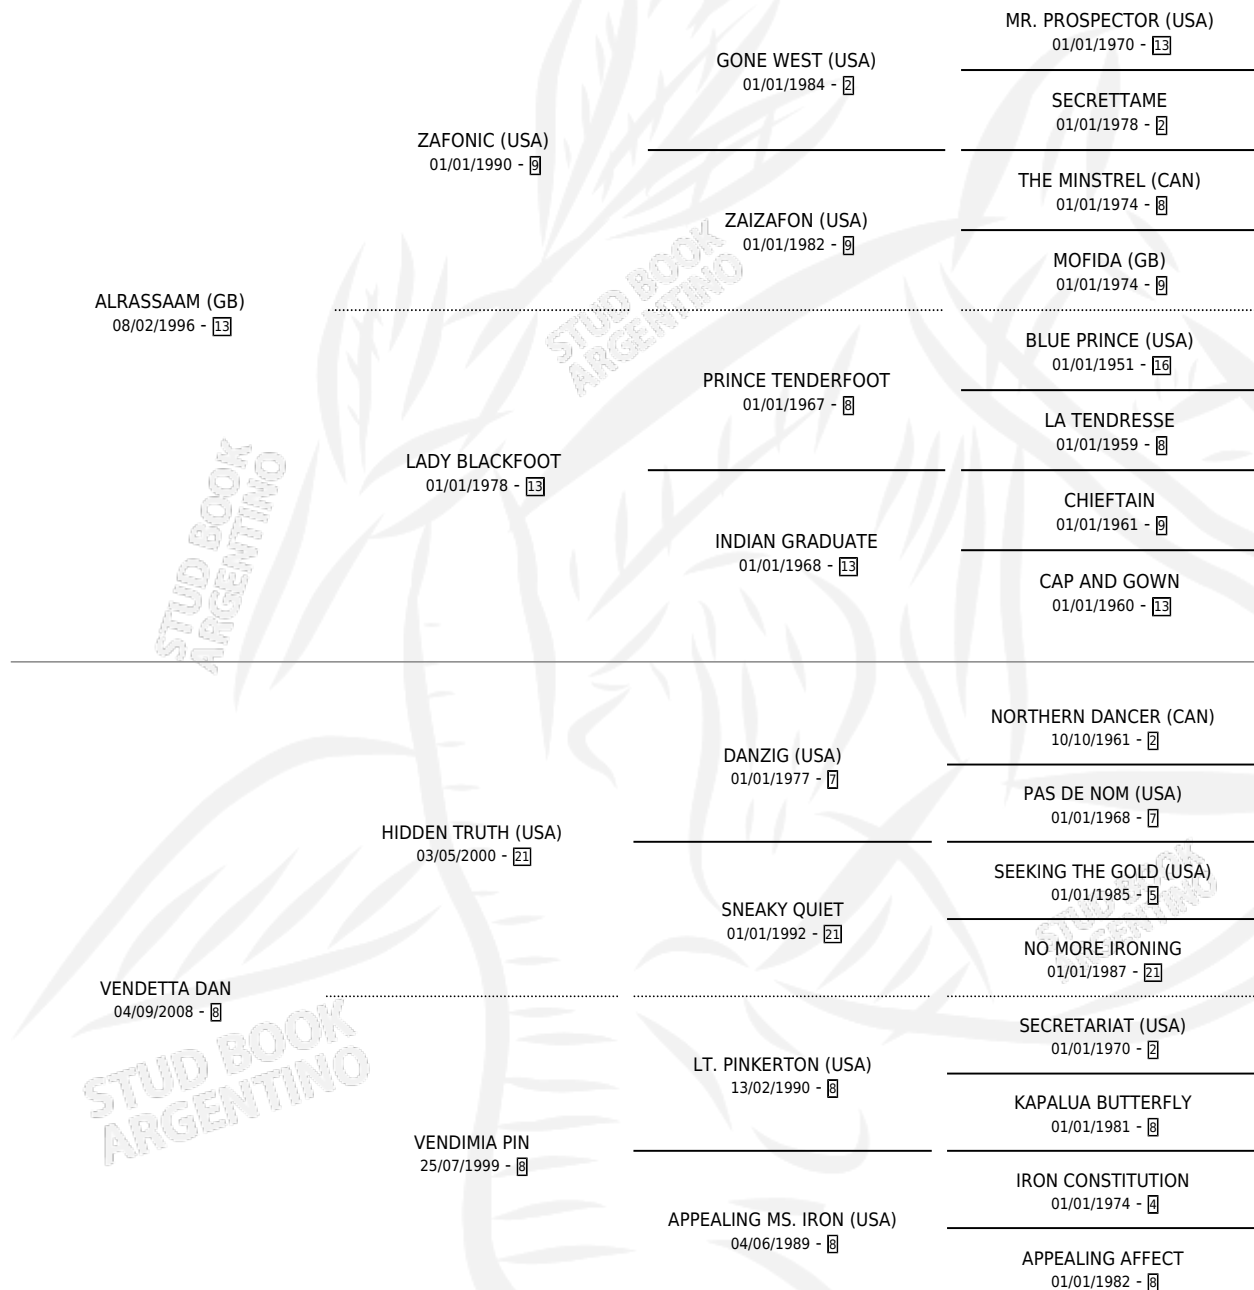 MR. PROSPECTOR (USA)
01/01/1970 - 13
GONE WEST (USA)
01/01/1984 - 2
SECRETTAME
01/01/1978 - 2
ZAFONIC (USA)
01/01/1990 - 9
THE MINSTREL (CAN)
01/01/1974 - 8
ZAIZAFON (USA)
01/01/1982 - 9
MOFIDA (GB)
01/01/1974 - 9
ALRASSAAM (GB)
08/02/1996 - 13
BLUE PRINCE (USA)
01/01/1951 - 16
PRINCE TENDERFOOT
01/01/1967 - 8
LA TENDRESSE
01/01/1959 - 8
LADY BLACKFOOT
01/01/1978 - 13
CHIEFTAIN
01/01/1961 - 9
INDIAN GRADUATE
01/01/1968 - 13
CAP AND GOWN
01/01/1960 - 13
NORTHERN DANCER (CAN)
10/10/1961 - 2
DANZIG (USA)
01/01/1977 - 7
PAS DE NOM (USA)
01/01/1968 - 7
HIDDEN TRUTH (USA)
03/05/2000 - 21
SEEKING THE GOLD (USA)
01/01/1985 - 5
SNEAKY QUIET
01/01/1992 - 21
NO MORE IRONING
01/01/1987 - 21
VENDETTA DAN
04/09/2008 - 8
SECRETARIAT (USA)
01/01/1970 - 2
LT. PINKERTON (USA)
13/02/1990 - 8
KAPALUA BUTTERFLY
01/01/1981 - 8
VENDIMIA PIN
25/07/1999 - 8
IRON CONSTITUTION
01/01/1974 - 4
APPEALING MS. IRON (USA)
04/06/1989 - 8
APPEALING AFFECT
01/01/1982 - 8
STUD BOOK
ARGENTINO
STUD BOOK
ARGENTINO
STUD BOOK
ARGENTINO
STUD BOOK
ARGENTINO